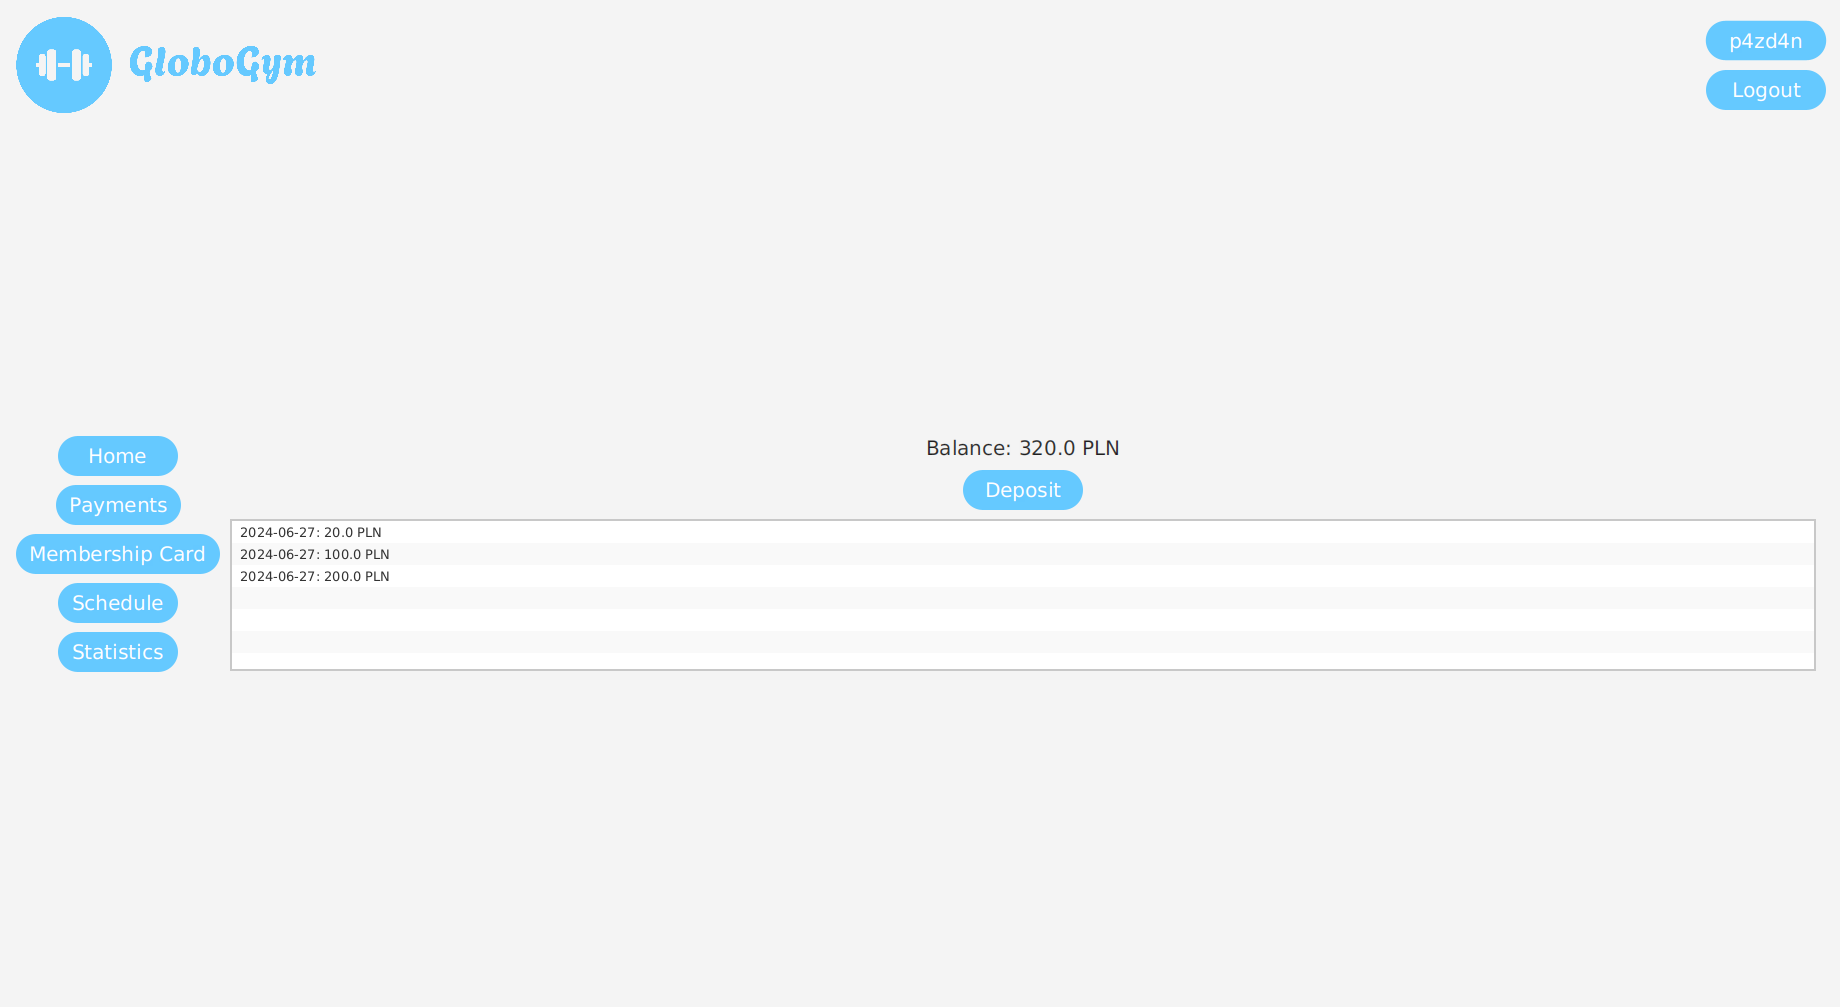 GloboGym
p4zd4n
Logout
Home
Payments
Membership Card
Schedule
Statistics
Balance: 320.0 PLN
Deposit
2024-06-27: 20.0 PLN
2024-06-27: 100.0 PLN
2024-06-27: 200.0 PLN